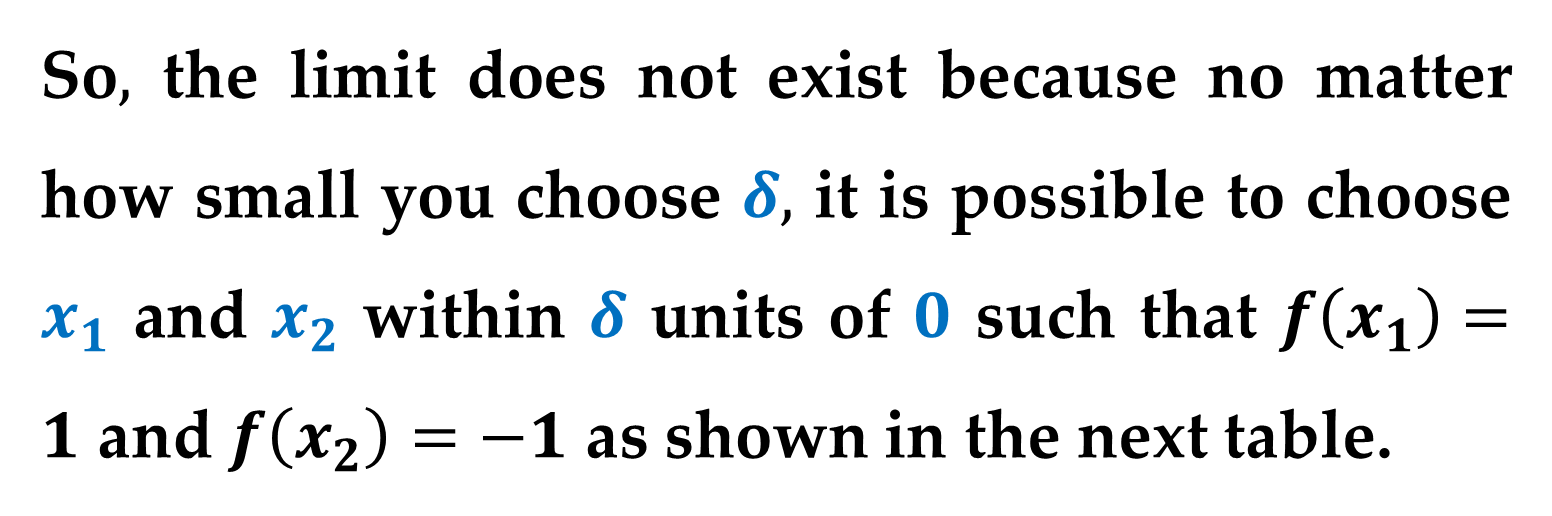 So, the limit does not exist because no matter
how small you choose δ, it is possible to choose
x₁ and x₂ within δ units of 0 such that f(x₁) =
1 and f(x₂) = −1 as shown in the next table.